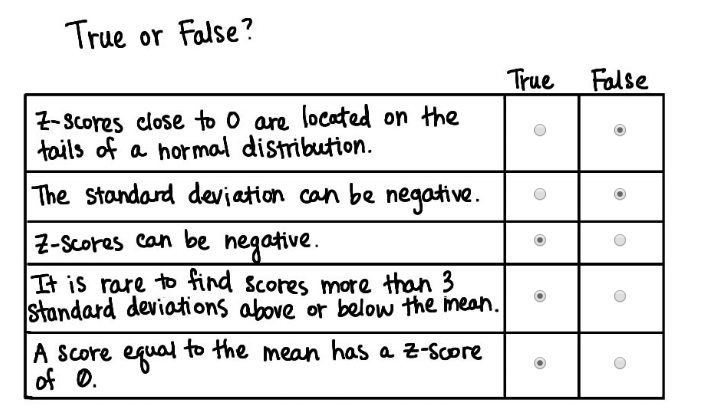 True or False?
True False
Z-scores close to 0 are located on the
tails of a normal distribution.
The standard deviation can be negative.
Z-scores can be negative.
It is rare to find scores more than 3
standard deviations above or below the mean.
A score equal to the mean has a z-score
of 0.